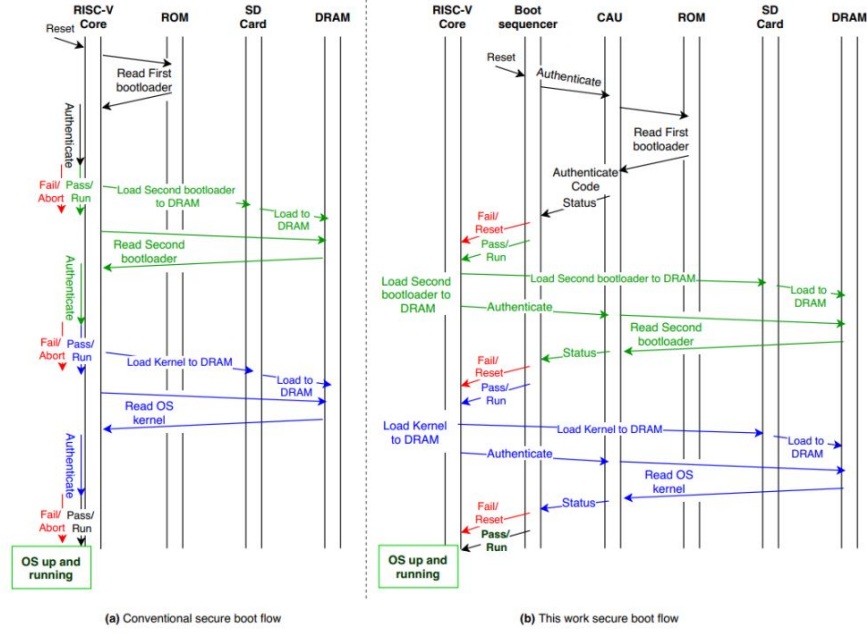 RISC-V
Core
ROM
SD
Card
DRAM
Reset
Read First
bootloader
Authenticate
Fail/
Abort
Pass/
Run
Load Second bootloader
to DRAM
Load to
DRAM
Read Second
bootloader
Authenticate
Fail/
Abort
Pass/
Run
Load Kernel to DRAM
Load to
DRAM
Read OS
kernel
Authenticate
Fail/
Abort
Pass/
Run
OS up and
running
(a) Conventional secure boot flow
RISC-V
Core
Boot
sequencer
CAU
ROM
SD
Card
DRAM
Reset
Authenticate
Read First
bootloader
Authenticate
Code
Status
Fail/
Reset
Pass/
Run
Load Second
bootloader to
DRAM
Load Second bootloader to DRAM
Load to
DRAM
Authenticate
Read Second
bootloader
Status
Fail/
Reset
Pass/
Run
Load Kernel
to DRAM
Load Kernel to DRAM
Load to
DRAM
Authenticate
Read OS
kernel
Status
Fail/
Reset
Pass/
Run
OS up and
running
(b) This work secure boot flow